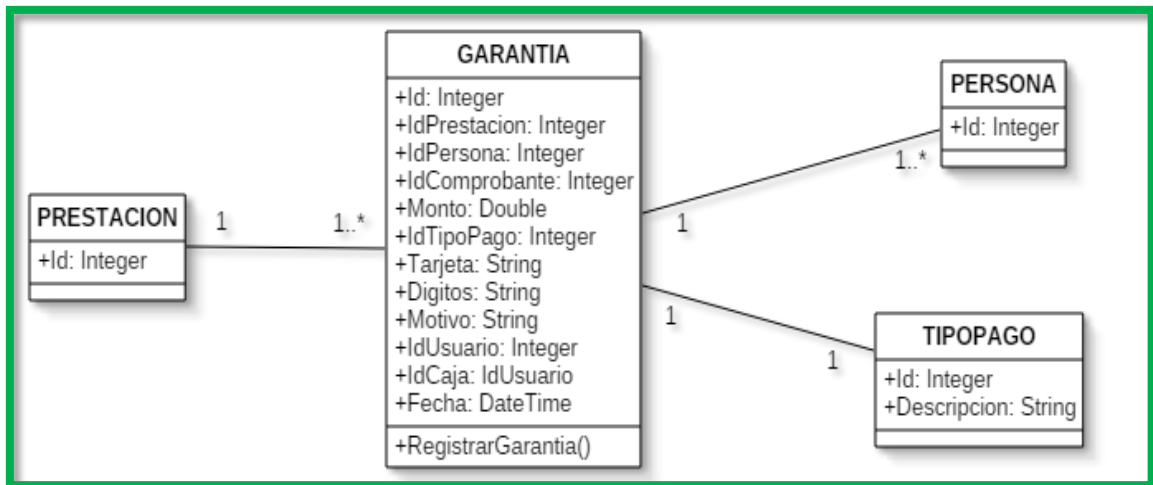 PRESTACION
+Id: Integer
1
1..*
GARANTIA
+Id: Integer
+IdPrestacion: Integer
+IdPersona: Integer
+IdComprobante: Integer
+Monto: Double
+IdTipoPago: Integer
+Tarjeta: String
+Digitos: String
+Motivo: String
+IdUsuario: Integer
+IdCaja: IdUsuario
+Fecha: DateTime
+RegistrarGarantia()
1
1..*
PERSONA
+Id: Integer
1
1
TIPOPAGO
+Id: Integer
+Descripcion: String